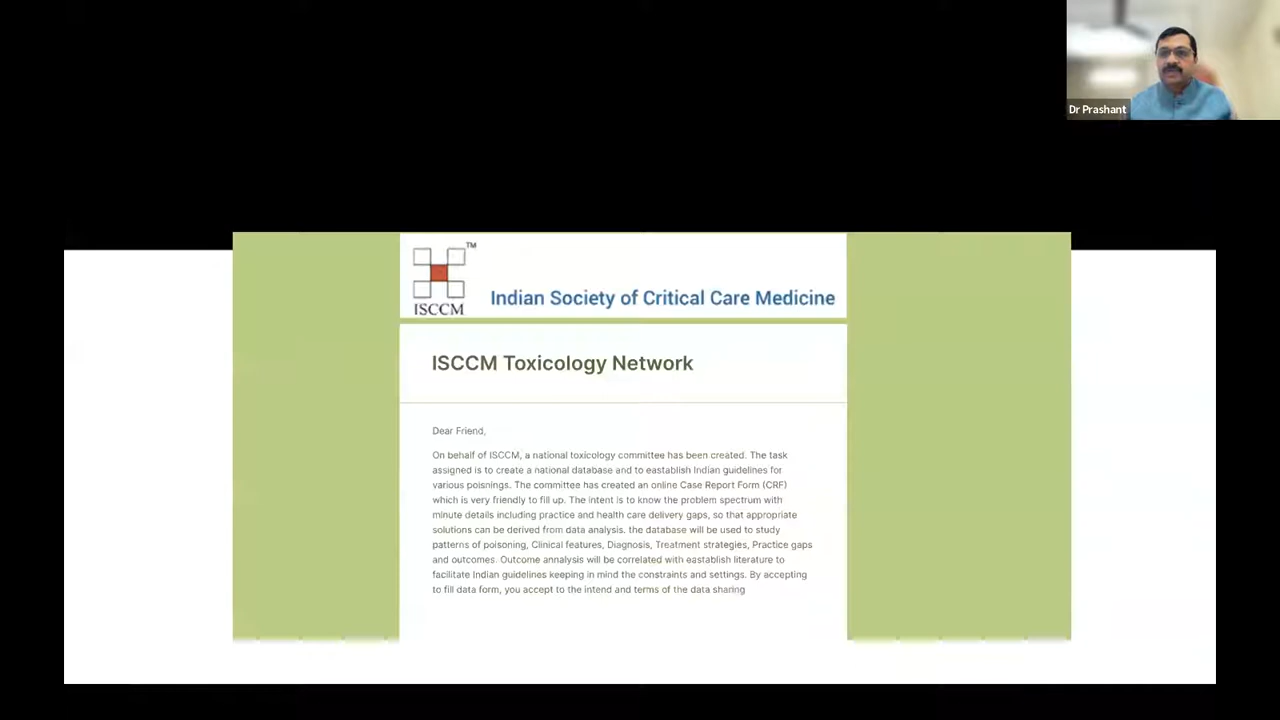 Dr Prashant
TM
ISCCM
Indian Society of Critical Care Medicine
ISCCM Toxicology Network
Dear Friend,
On behalf of ISCCM, a national toxicology committee has been created. The task
assigned is to create a national database and to eastablish Indian guidelines for
various poisnings. The committee has created an online Case Report Form (CRF)
which is very friendly to fill up. The intent is to know the problem spectrum with
minute details including practice and health care delivery gaps, so that appropriate
solutions can be derived from data analysis. the database will be used to study
patterns of poisoning, Clinical features, Diagnosis, Treatment strategies, Practice gaps
and outcomes. Outcome annalysis will be correlated with eastablish literature to
facilitate Indian guidelines keeping in mind the constraints and settings. By accepting
to fill data form, you accept to the intend and terms of the data sharing